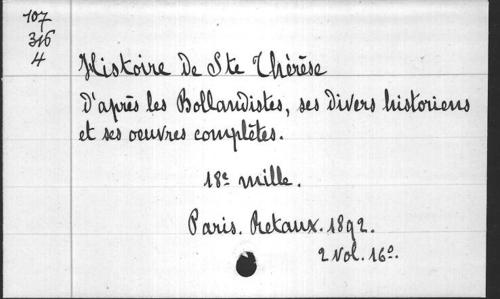 107
316
4
Histoire de Ste Thérèse
D'après les Bollandistes, ses divers historiens
et ses oeuvres complètes.
18e mille.
Paris. Retaux. 1892.
2 vol. 16o.